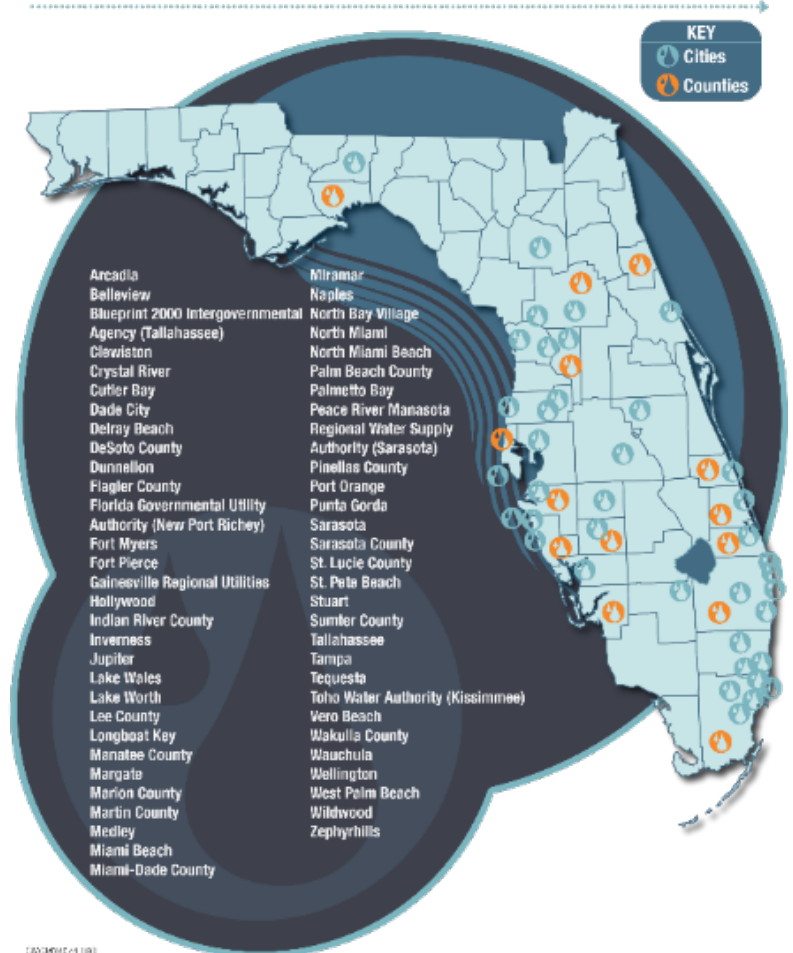 KEY
Cities
Counties
Arcadia
Belleview
Blueprint 2000 Intergovernmental
Agency (Tallahassee)
Clewiston
Crystal River
Cutler Bay
Dade City
Delray Beach
DeSoto County
Dunnellon
Flagler County
Florida Governmental Utility
Authority (New Port Richey)
Fort Myers
Fort Pierce
Gainesville Regional Utilities
Hollywood
Indian River County
Inverness
Jupiter
Lake Wales
Lake Worth
Lee County
Longboat Key
Manatee County
Margate
Marion County
Martin County
Medley
Miami Beach
Miami-Dade County
Miramar
Naples
North Bay Village
North Miami
North Miami Beach
Palm Beach County
Palmetto Bay
Peace River Manasota
Regional Water Supply
Authority (Sarasota)
Pinellas County
Port Orange
Punta Gorda
Sarasota
Sarasota County
St. Lucie County
St. Pete Beach
Stuart
Sumter County
Tallahassee
Tampa
Tequesta
Toho Water Authority (Kissimmee)
Vero Beach
Wakulla County
Wauchula
Wellington
West Palm Beach
Wildwood
Zephyrhills